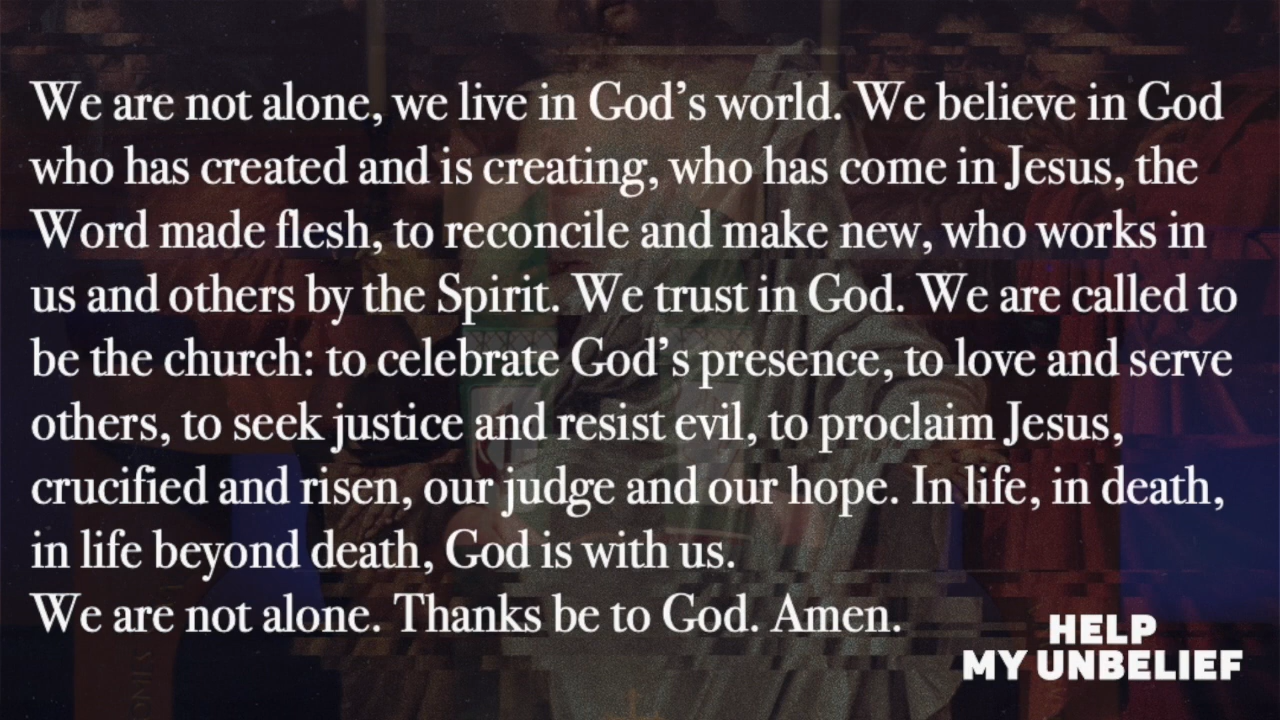 We are not alone, we live in God’s world. We believe in God
who has created and is creating, who has come in Jesus, the
Word made flesh, to reconcile and make new, who works in
us and others by the Spirit. We trust in God. We are called to
be the church: to celebrate God’s presence, to love and serve
others, to seek justice and resist evil, to proclaim Jesus,
crucified and risen, our judge and our hope. In life, in death,
in life beyond death, God is with us.
We are not alone. Thanks be to God. Amen.
HELP
MY UNBELIEF